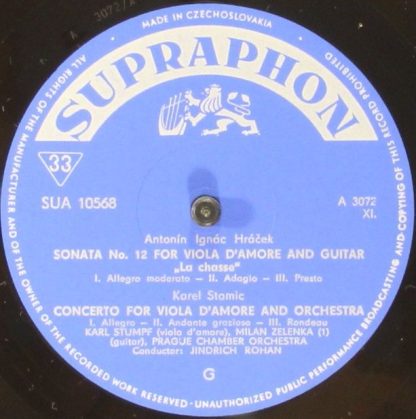 3072/A
• MADE IN CZECHOSLOVAKIA •
ALL RIGHTS OF THE MANUFACTURER AND OF THE OWNER OF THE RECORDED WORK RESERVED - UNAUTHORIZED PUBLIC PERFORMANCE BROADCASTING AND COPYING OF THIS RECORD PROHIBITED
SUPRAPHON
33
SUA 10568
A 3072
XI.
Antonín Ignác Hráček
SONATA No. 12 FOR VIOLA D'AMORE AND GUITAR
„La chasse“
I. Allegro moderato – II. Adagio – III. Presto
Karel Stamic
CONCERTO FOR VIOLA D'AMORE AND ORCHESTRA
I. Allegro – II. Andante grazioso – III. Rondeau
KARL STUMPF (viola d'amore), MILAN ZELENKA (1)
(guitar), PRAGUE CHAMBER ORCHESTRA
Conductor: JINDRICH ROHAN
G